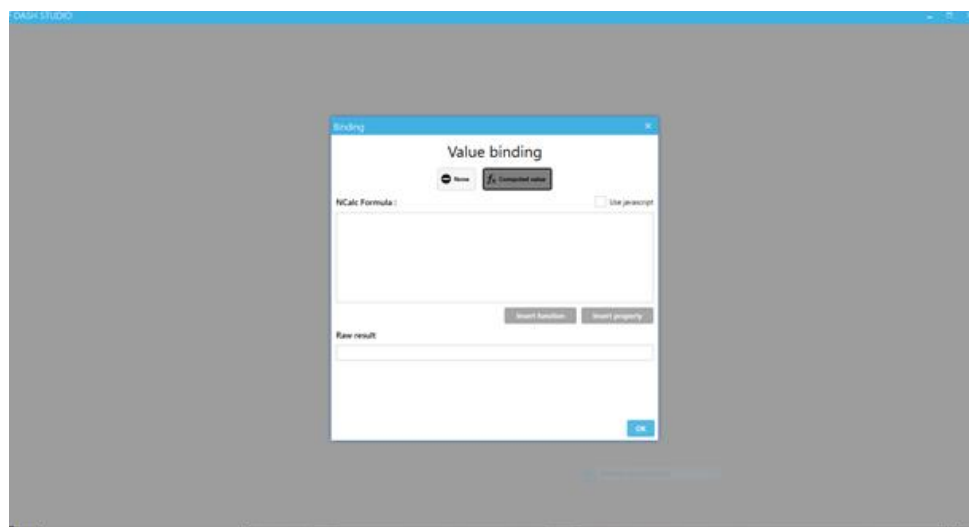 DASH STUDIO
Binding
Value binding
None
fx Computed value
NCalc Formula :
Use javascript
Insert function
Insert property
Raw result
OK